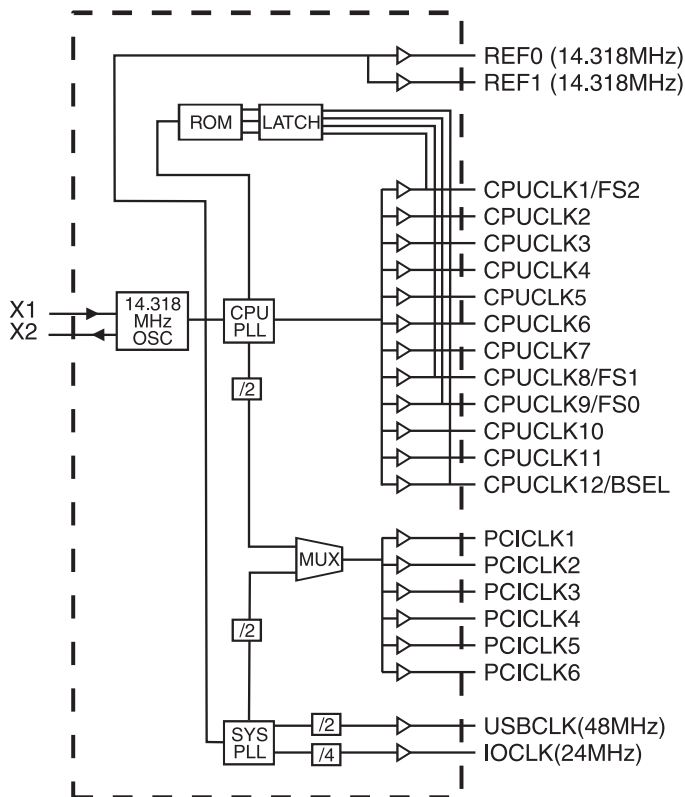 REF0 (14.318MHz)
REF1 (14.318MHz)
ROM
LATCH
CPUCLK1/FS2
CPUCLK2
CPUCLK3
CPUCLK4
CPUCLK5
CPUCLK6
CPUCLK7
CPUCLK8/FS1
CPUCLK9/FS0
CPUCLK10
CPUCLK11
CPUCLK12/BSEL
X1
X2
14.318
MHz
OSC
CPU
PLL
/2
MUX
PCICLK1
PCICLK2
PCICLK3
PCICLK4
PCICLK5
PCICLK6
/2
SYS
PLL
/2
/4
USBCLK(48MHz)
IOCLK(24MHz)